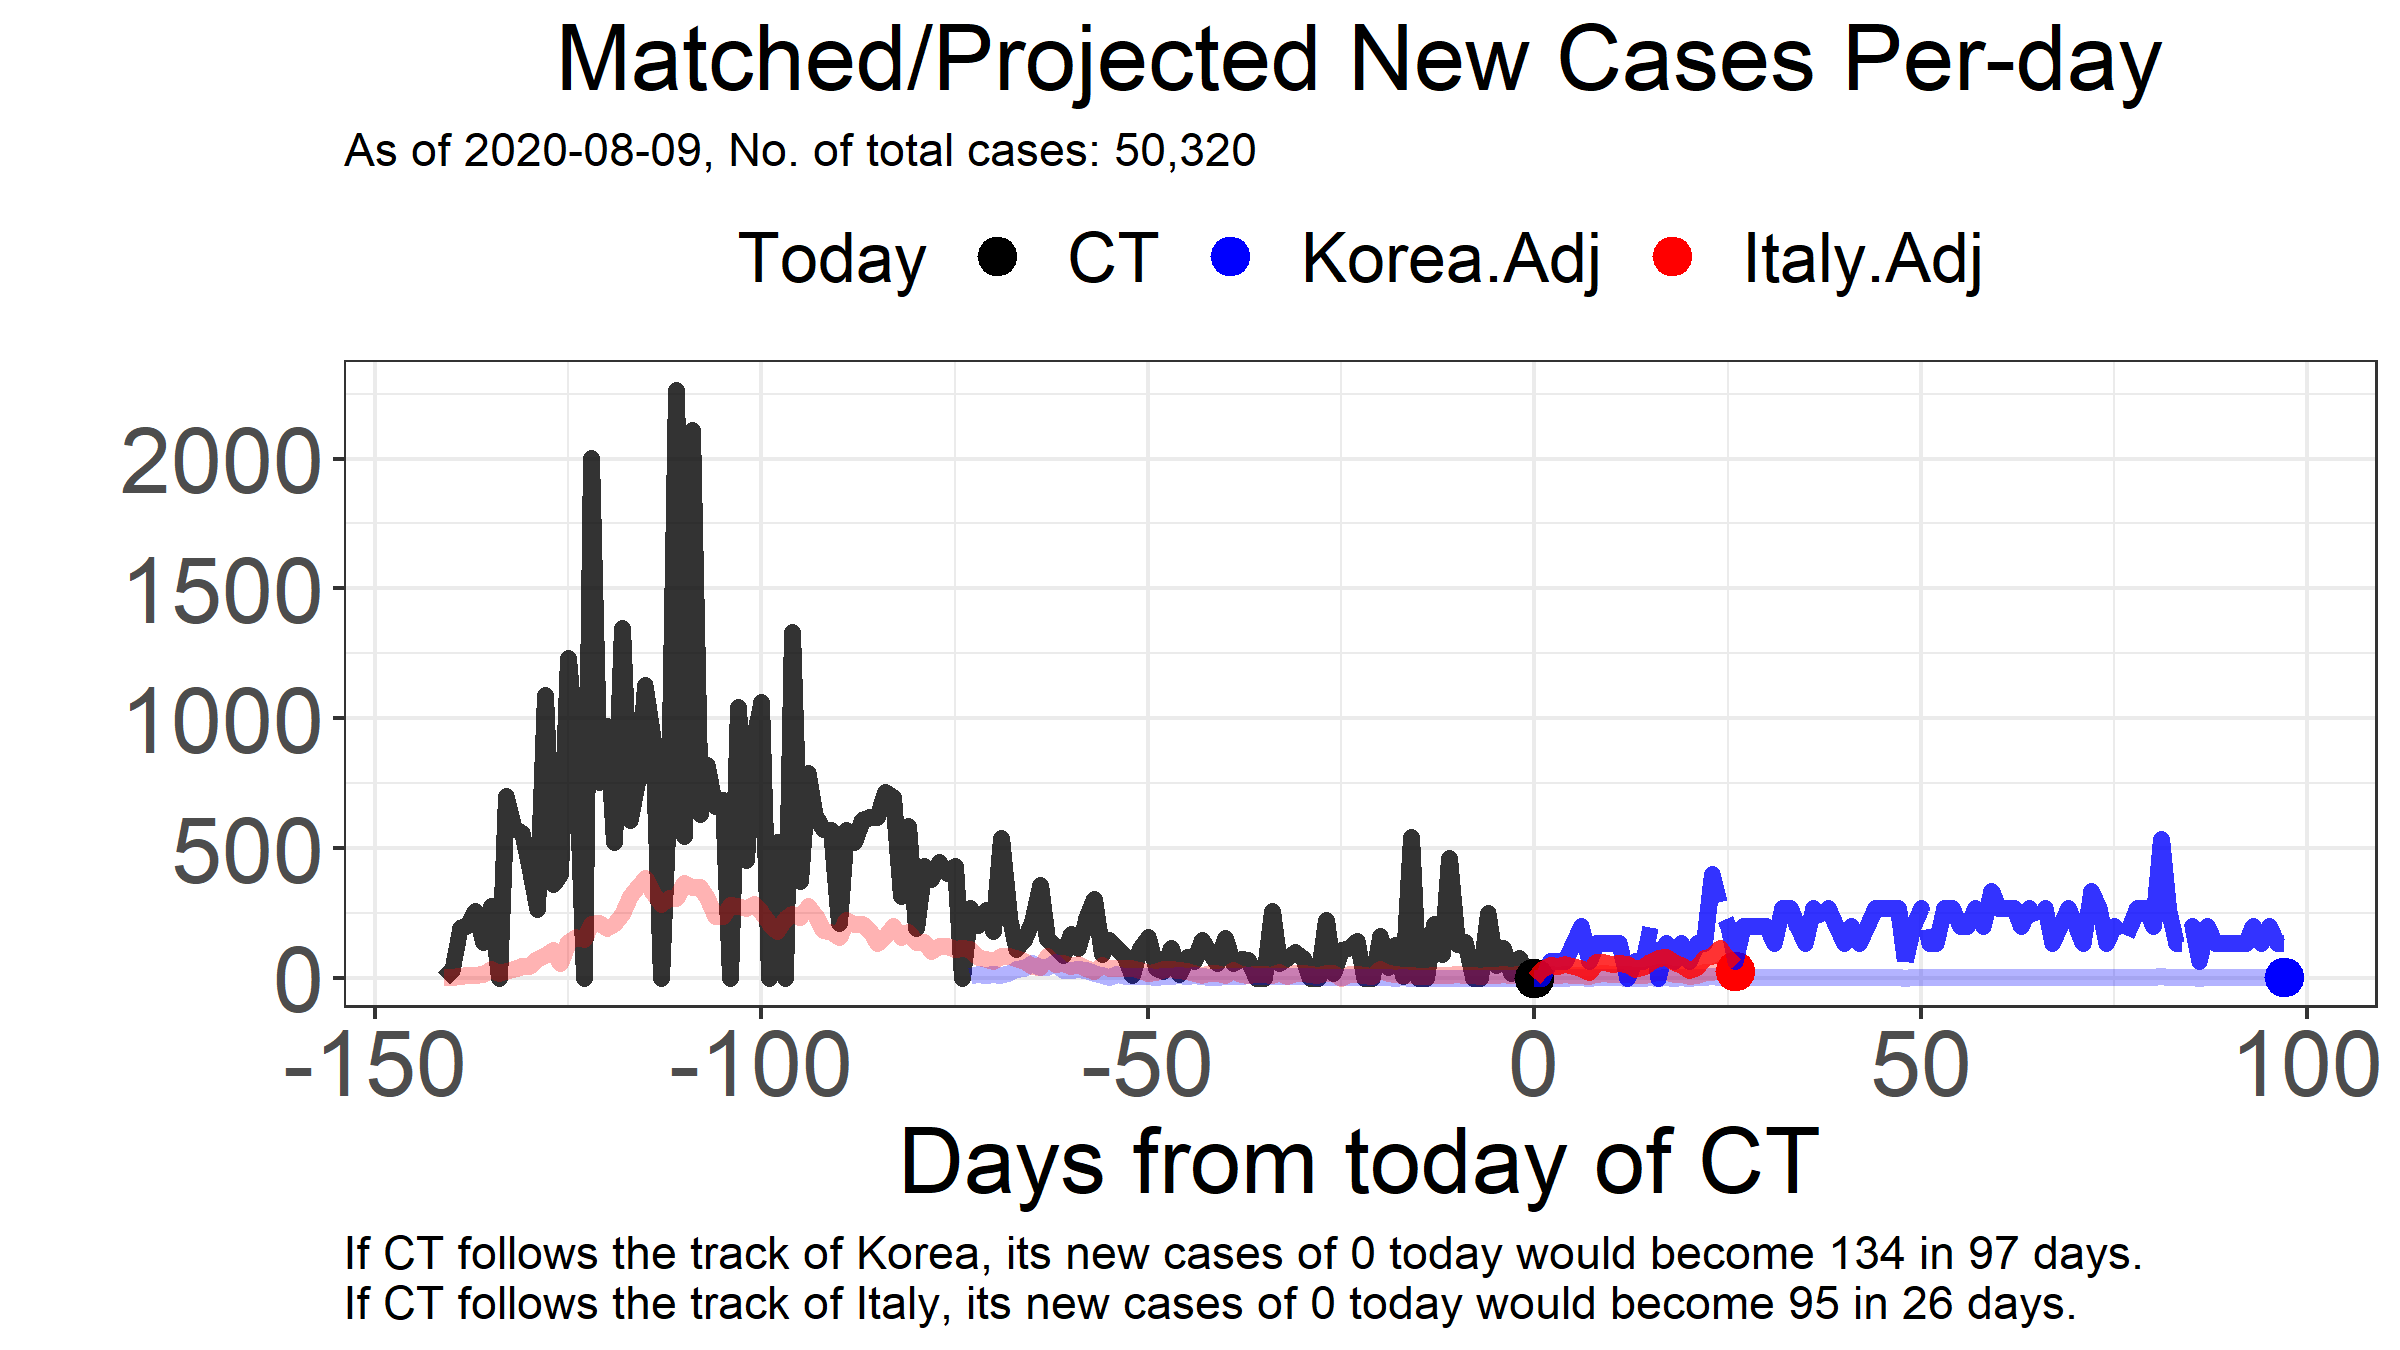 Matched/Projected New Cases Per-day
As of 2020-08-09, No. of total cases: 50,320
Today CT Korea.Adj Italy.Adj
2000
1500
1000
500
0
-150 -100 -50 0 50 100
Days from today of CT
If CT follows the track of Korea, its new cases of 0 today would become 134 in 97 days.
If CT follows the track of Italy, its new cases of 0 today would become 95 in 26 days.